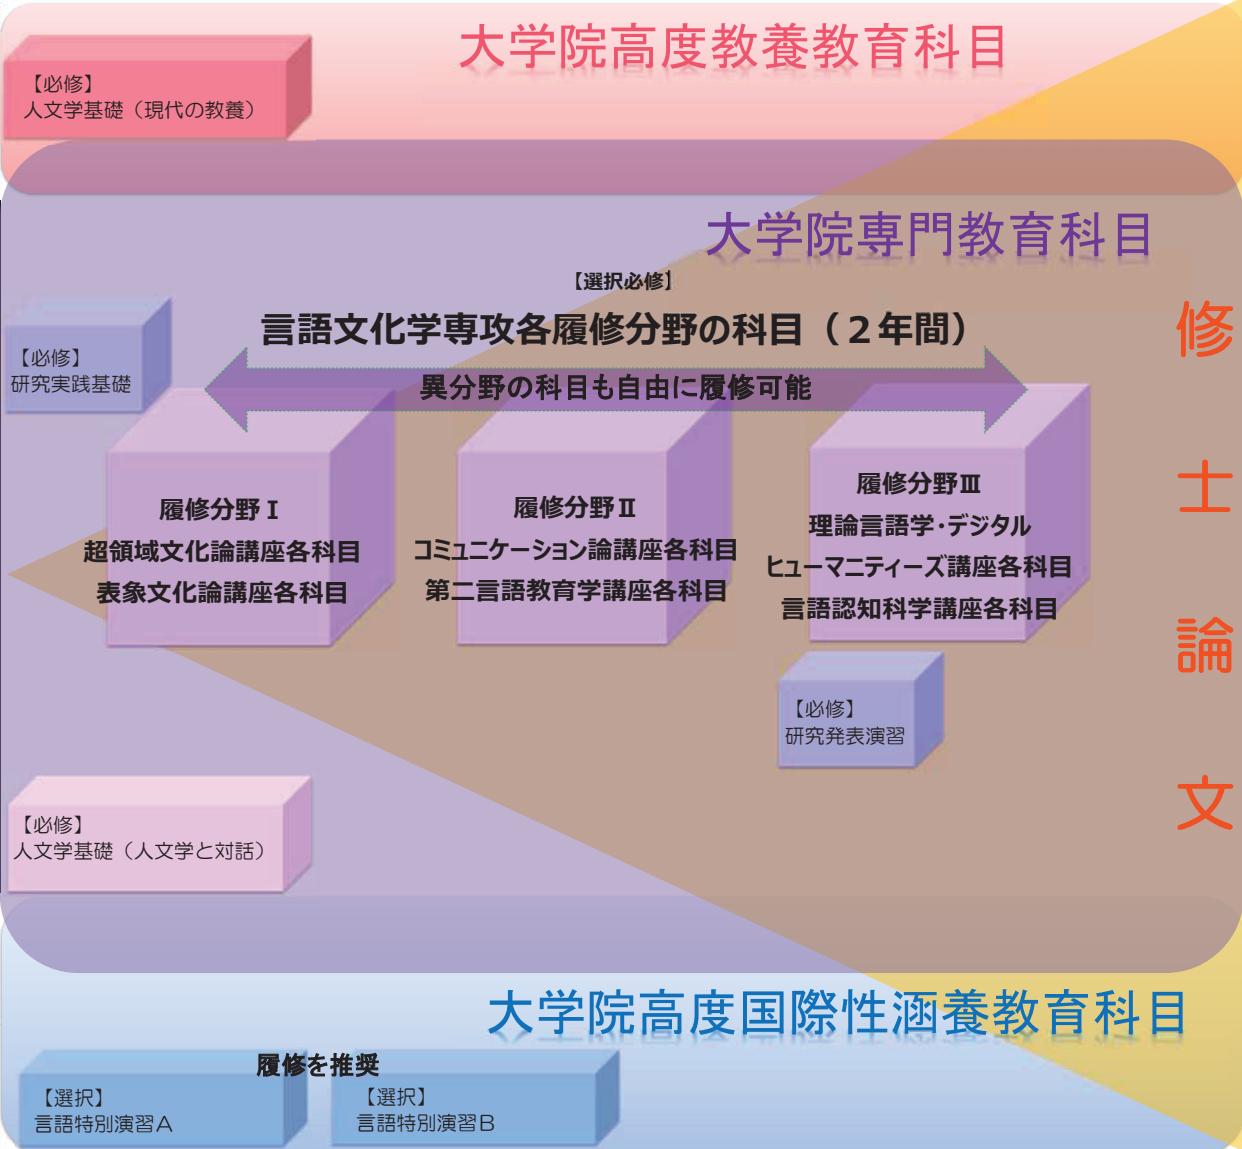 大学院高度教養教育科目
【必修】
人文学基礎（現代の教養）
大学院専門教育科目
【選択必修】
言語文化学専攻各履修分野の科目（２年間）
異分野の科目も自由に履修可能
【必修】
研究実践基礎
履修分野Ⅰ
超領域文化論講座各科目
表象文化論講座各科目
履修分野Ⅱ
コミュニケーション論講座各科目
第二言語教育学講座各科目
履修分野Ⅲ
理論言語学・デジタル
ヒューマニティーズ講座各科目
言語認知科学講座各科目
【必修】
研究発表演習
修士論文
【必修】
人文学基礎（人文学と対話）
大学院高度国際性涵養教育科目
履修を推奨
【選択】
言語特別演習Ａ
【選択】
言語特別演習Ｂ